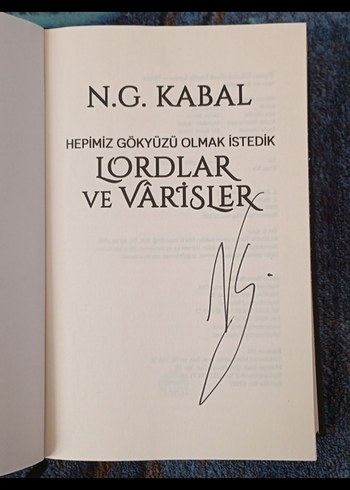 N.G. KABAL
HEPİMİZ GÖKYÜZÜ OLMAK İSTEDİK
LORDLAR
VE VÂRİSLER